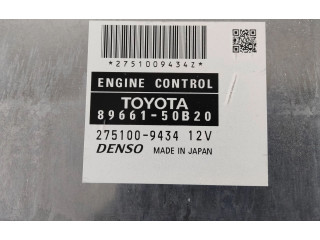 *2751009434Z*
ENGINE CONTROL
TOYOTA
89661-50B20
275100-9434 12V
DENSO MADE IN JAPAN